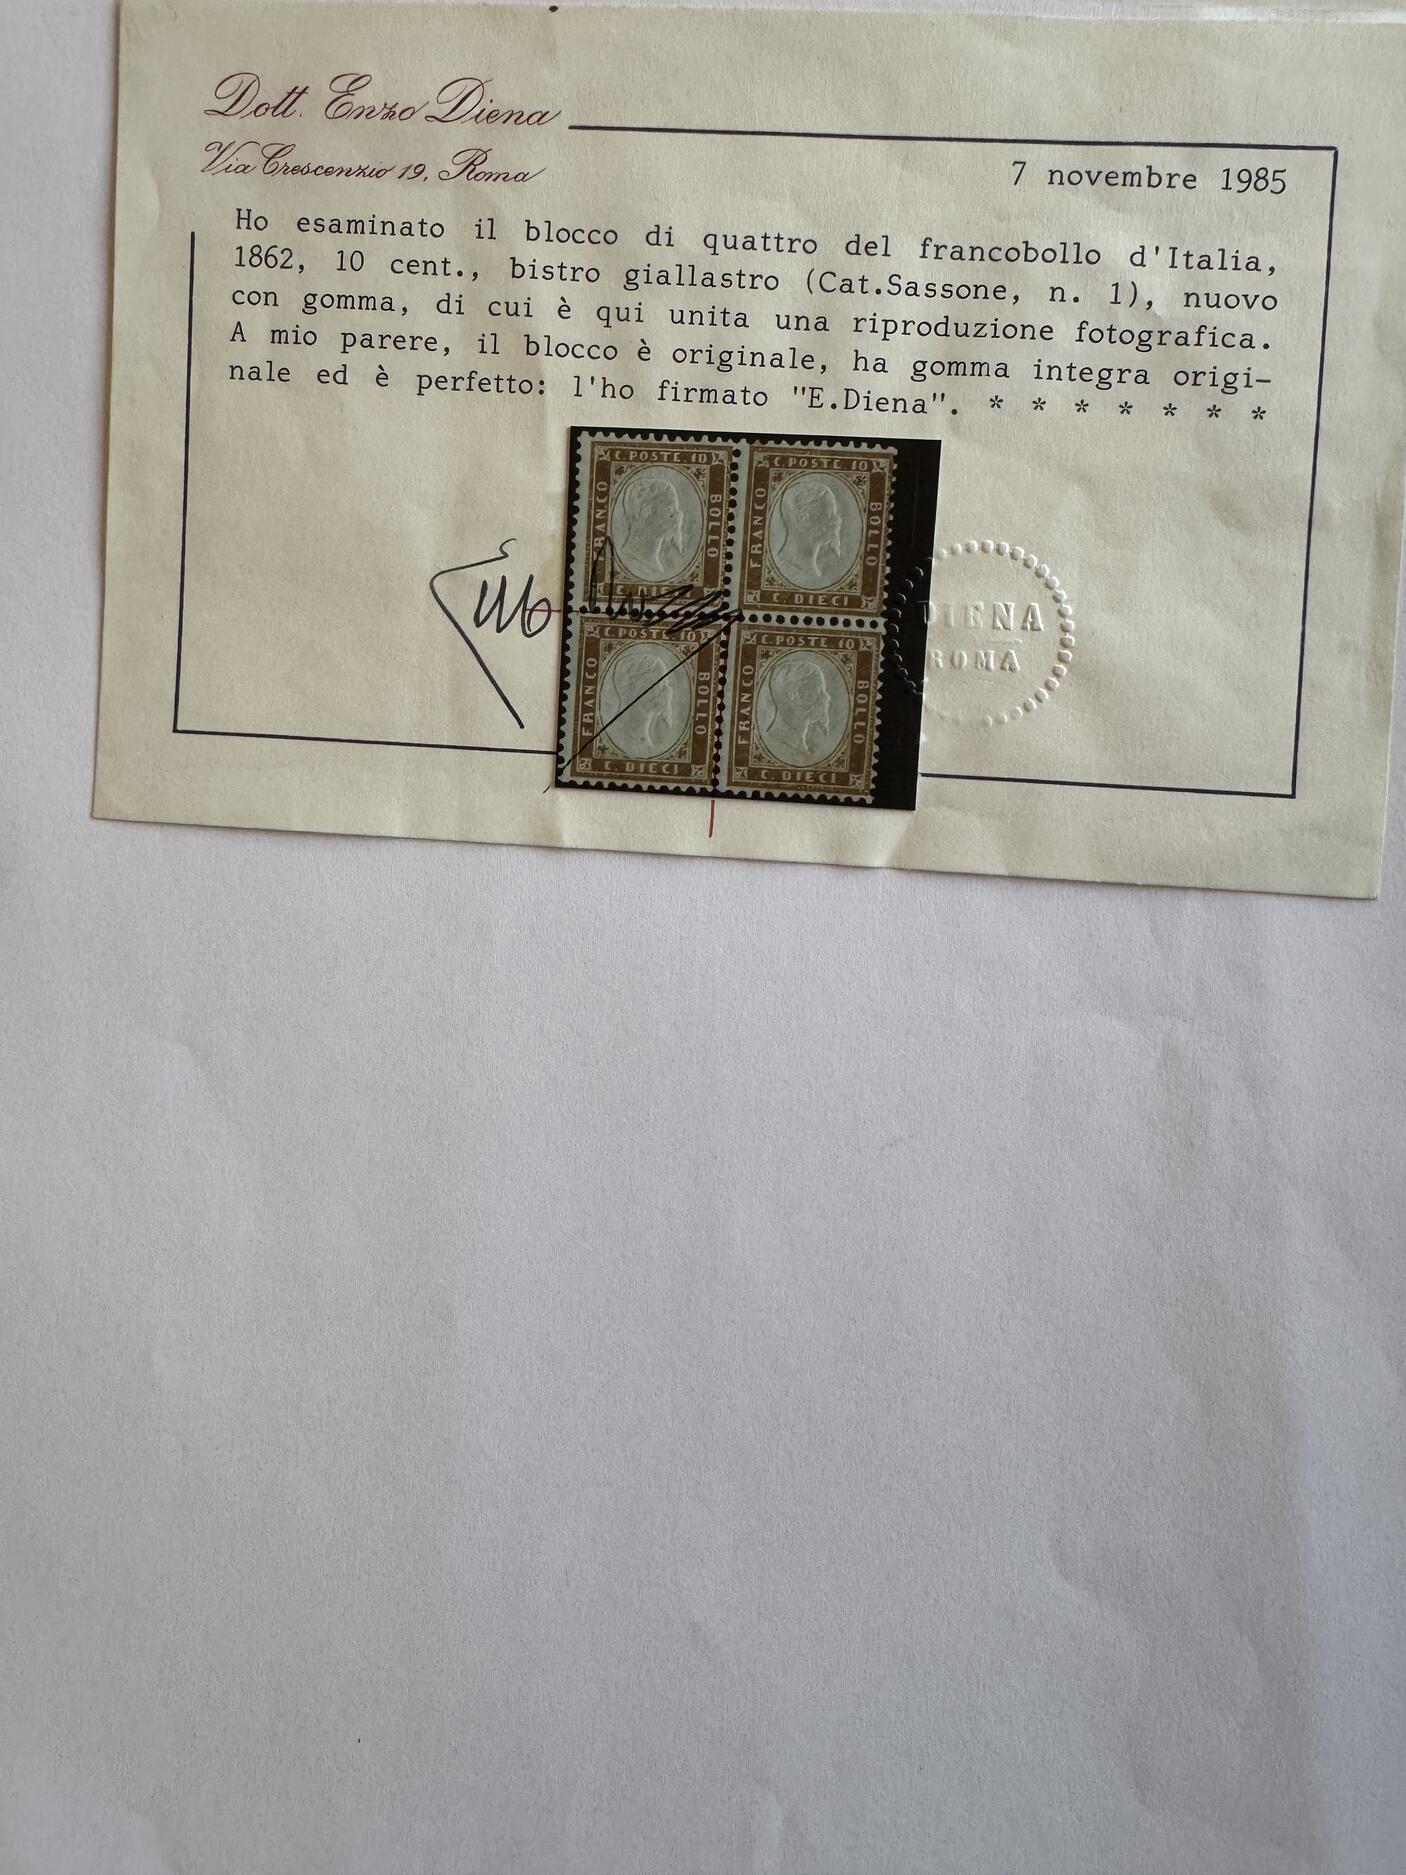 Dott. Enzo Diena
Via Crescenzio 19, Roma
7 novembre 1985
Ho esaminato il blocco di quattro del francobollo d'Italia,
1862, 10 cent., bistro giallastro (Cat.Sassone, n. 1), nuovo
con gomma, di cui è qui unita una riproduzione fotografica.
A mio parere, il blocco è originale, ha gomma integra origi-
nale ed è perfetto: l'ho firmato "E.Diena". * * * * * * *
C. POSTE. 10
FRANCO
BOLLO
C. DIECI
C. POSTE. 10
FRANCO
BOLLO
C. DIECI
C. POSTE. 10
FRANCO
BOLLO
C. DIECI
C. POSTE. 10
FRANCO
BOLLO
C. DIECI
DIENA
ROMA